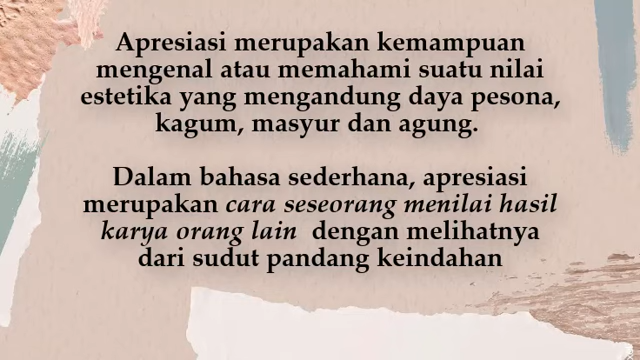 Apresiasi merupakan kemampuan
mengenal atau memahami suatu nilai
estetika yang mengandung daya pesona,
kagum, masyur dan agung.
Dalam bahasa sederhana, apresiasi
merupakan cara seseorang menilai hasil
karya orang lain dengan melihatnya
dari sudut pandang keindahan